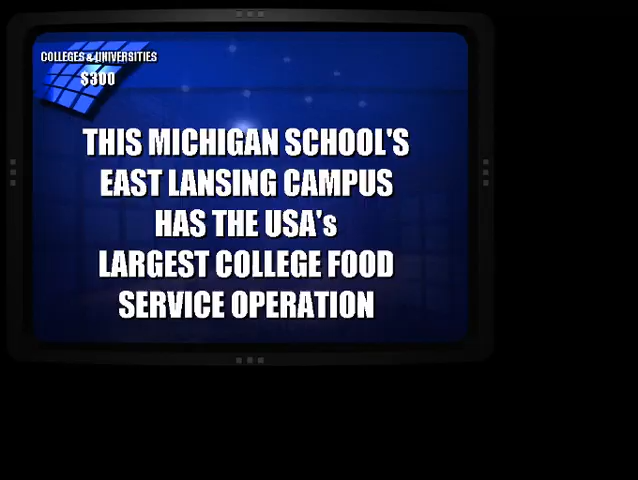 COLLEGES & UNIVERSITIES
$300
THIS MICHIGAN SCHOOL'S
EAST LANSING CAMPUS
HAS THE USA's
LARGEST COLLEGE FOOD
SERVICE OPERATION